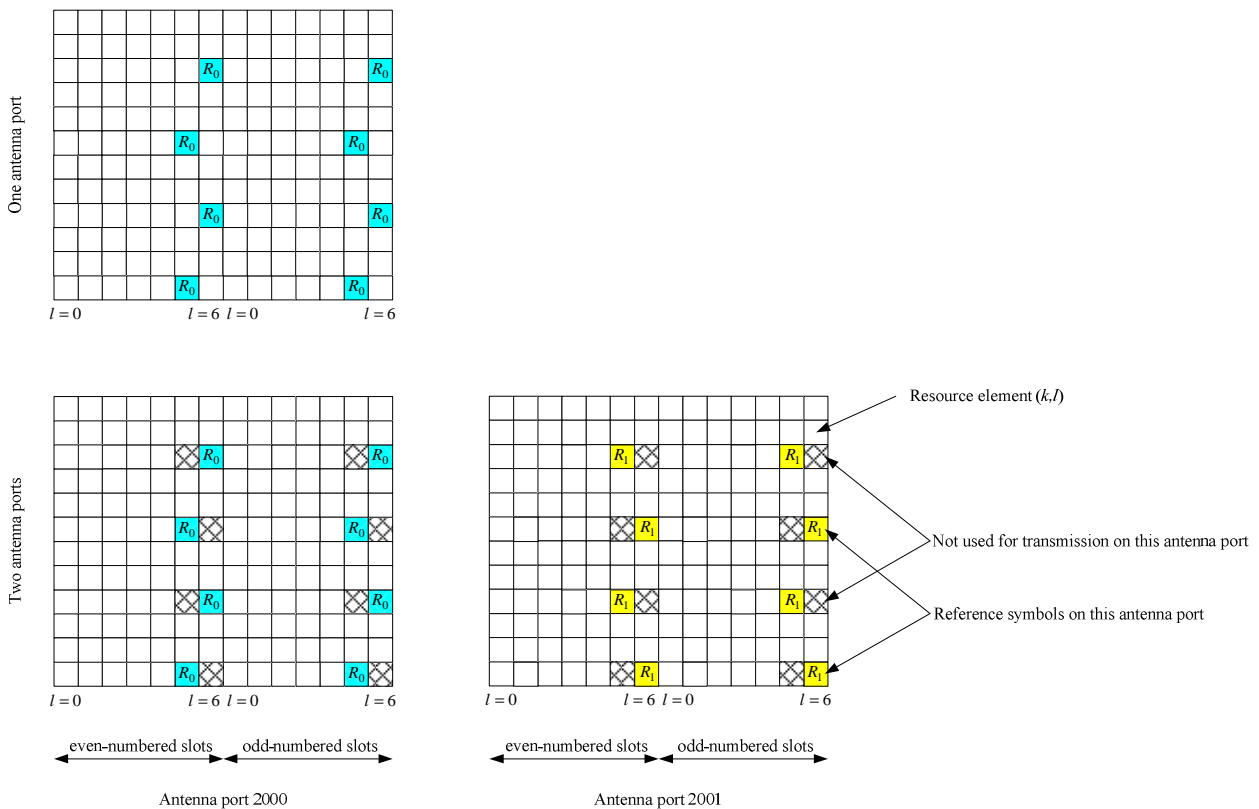 One antenna port
R0 R0
R0 R0
R0 R0
R0 R0
l = 0 l = 6 l = 0 l = 6
Two antenna ports
Resource element (k,l)
R0 R0 R1 R1
R0 R0 R1 R1
Not used for transmission on this antenna port
R0 R0 R1 R1
Reference symbols on this antenna port
R0 R0 R1 R1
l = 0 l = 6 l = 0 l = 6 l = 0 l = 6 l = 0 l = 6
even-numbered slots odd-numbered slots even-numbered slots odd-numbered slots
Antenna port 2000 Antenna port 2001